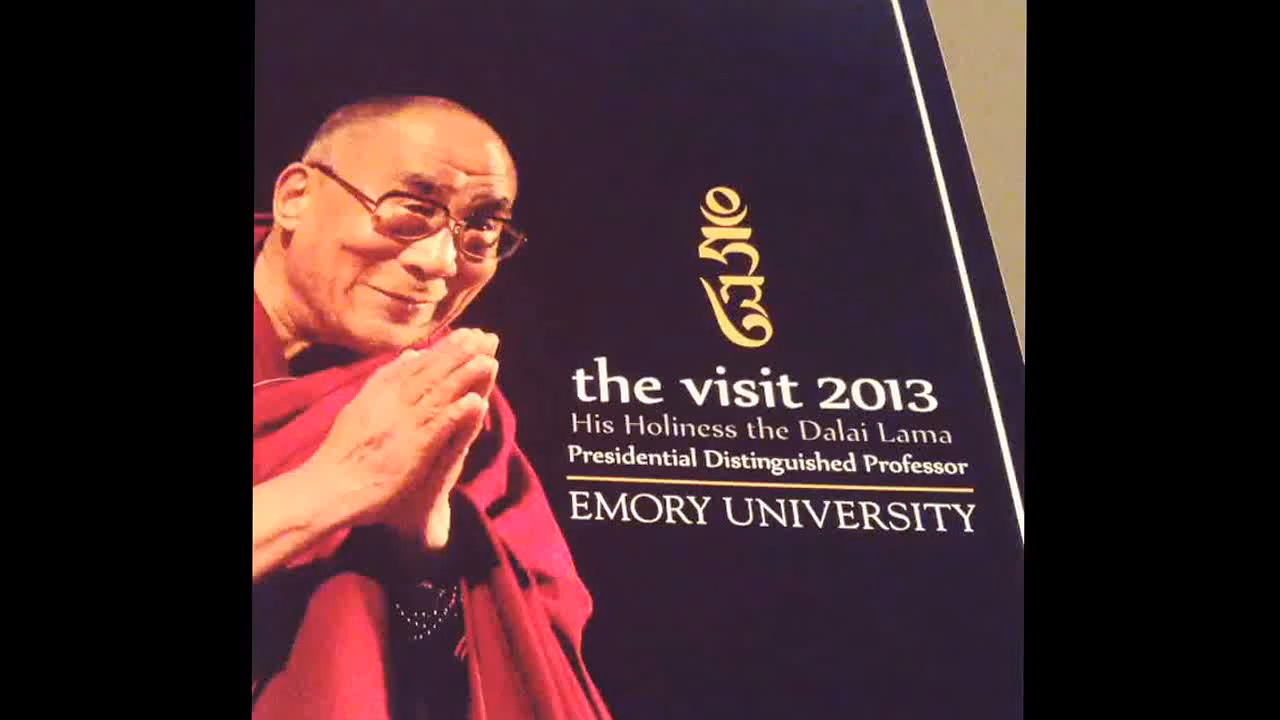 the visit 2013
His Holiness the Dalai Lama
Presidential Distinguished Professor
EMORY UNIVERSITY